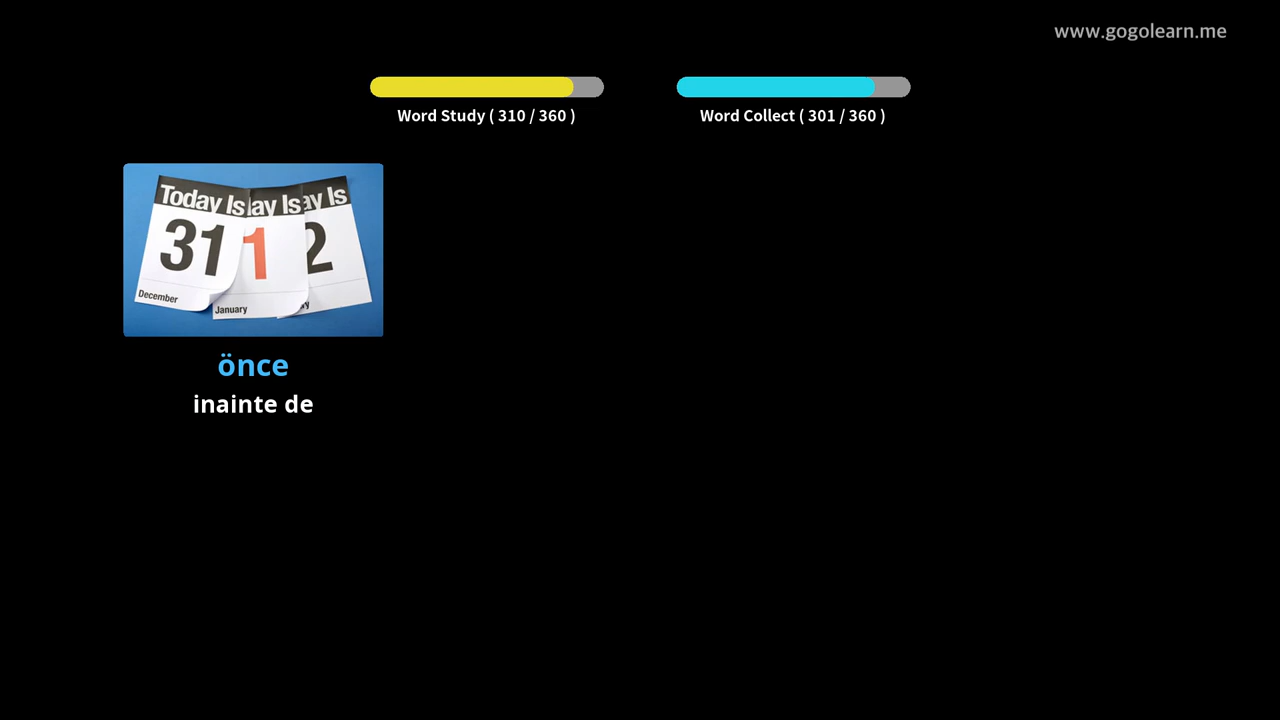 www.gogolearn.me
Word Study ( 310 / 360 )
Word Collect ( 301 / 360 )
Today Is ay Is ay Is
31 1 2
December
January
önce
inainte de